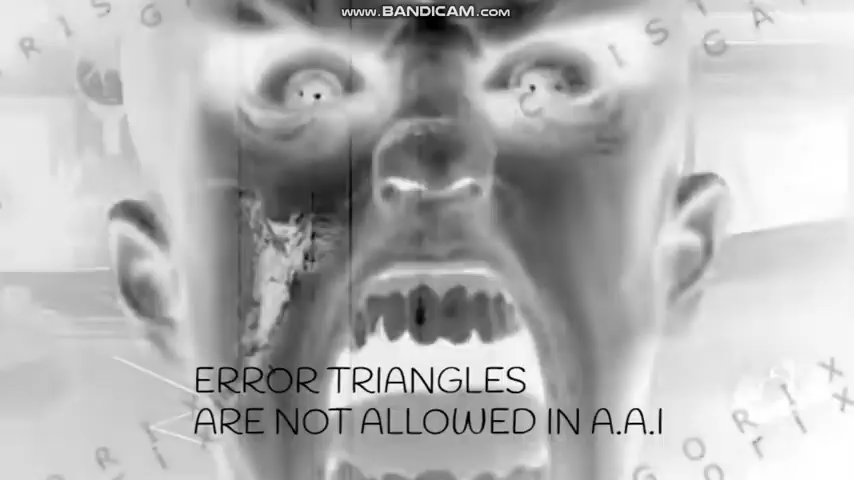 WWW.BANDICAM.COM
ERROR TRIANGLES
ARE NOT ALLOWED IN A.A.I